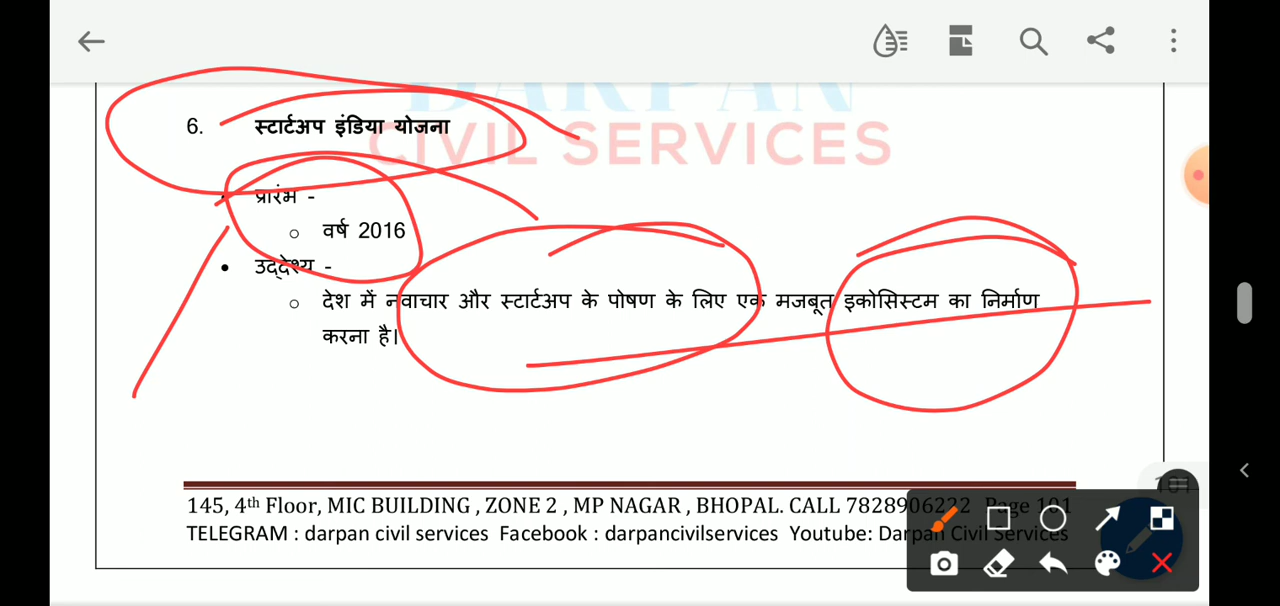 DARPAN
CIVIL SERVICES
6. स्टार्टअप इंडिया योजना
प्रारंभ -
वर्ष 2016
उद्देश्य -
देश में नवाचार और स्टार्टअप के पोषण के लिए एक मजबूत इकोसिस्टम का निर्माण
करना है।
145, 4th Floor, MIC BUILDING , ZONE 2 , MP NAGAR , BHOPAL. CALL 7828906222 Page 101
TELEGRAM : darpan civil services Facebook : darpancivilservices Youtube: Darpan Civil Services